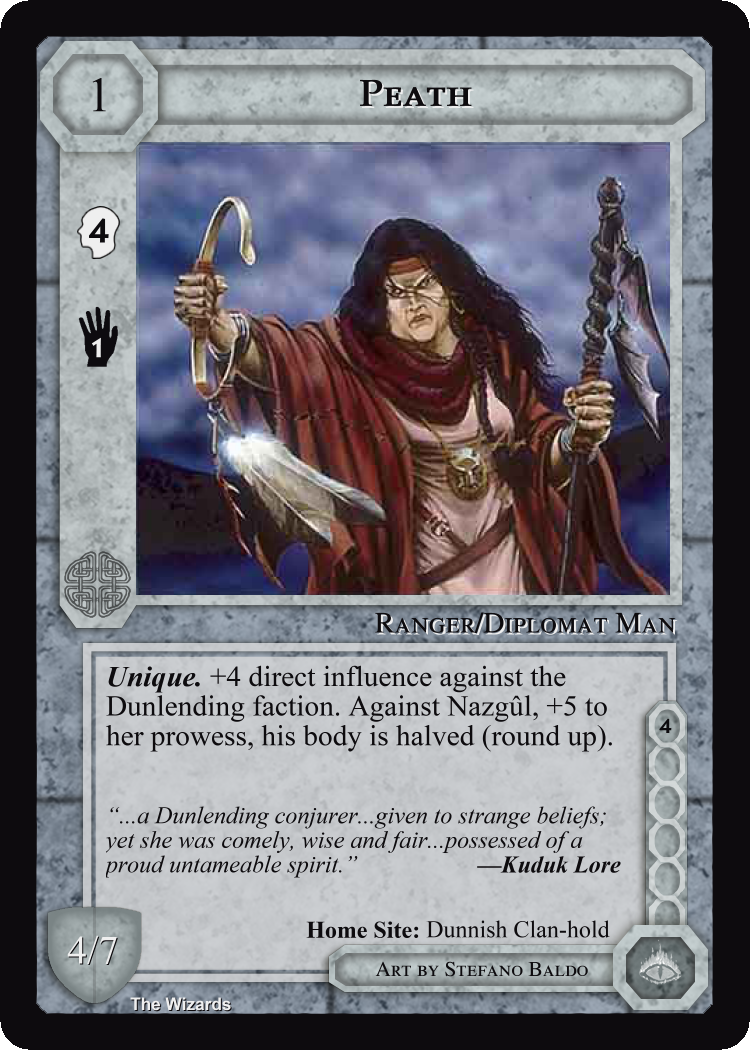 1
PEATH
4
1
RANGER/DIPLOMAT MAN
Unique. +4 direct influence against the
Dunlending faction. Against Nazgûl, +5 to
her prowess, his body is halved (round up).
4
“...a Dunlending conjurer...given to strange beliefs;
yet she was comely, wise and fair...possessed of a
proud untameable spirit.” —Kuduk Lore
Home Site: Dunnish Clan-hold
4/7
ART BY STEFANO BALDO
The Wizards